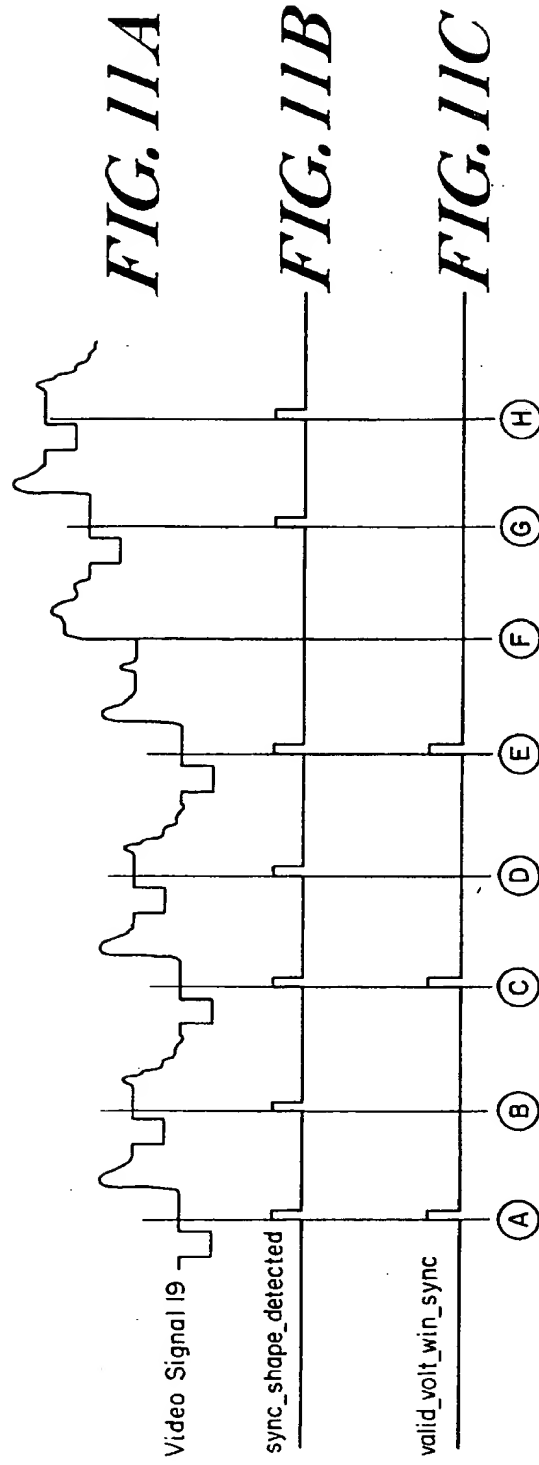 Video Signal 19
FIG. 11A
sync_shape_detected
FIG. 11B
valid_volt_win_sync
FIG. 11C
A
B
C
D
E
F
G
H